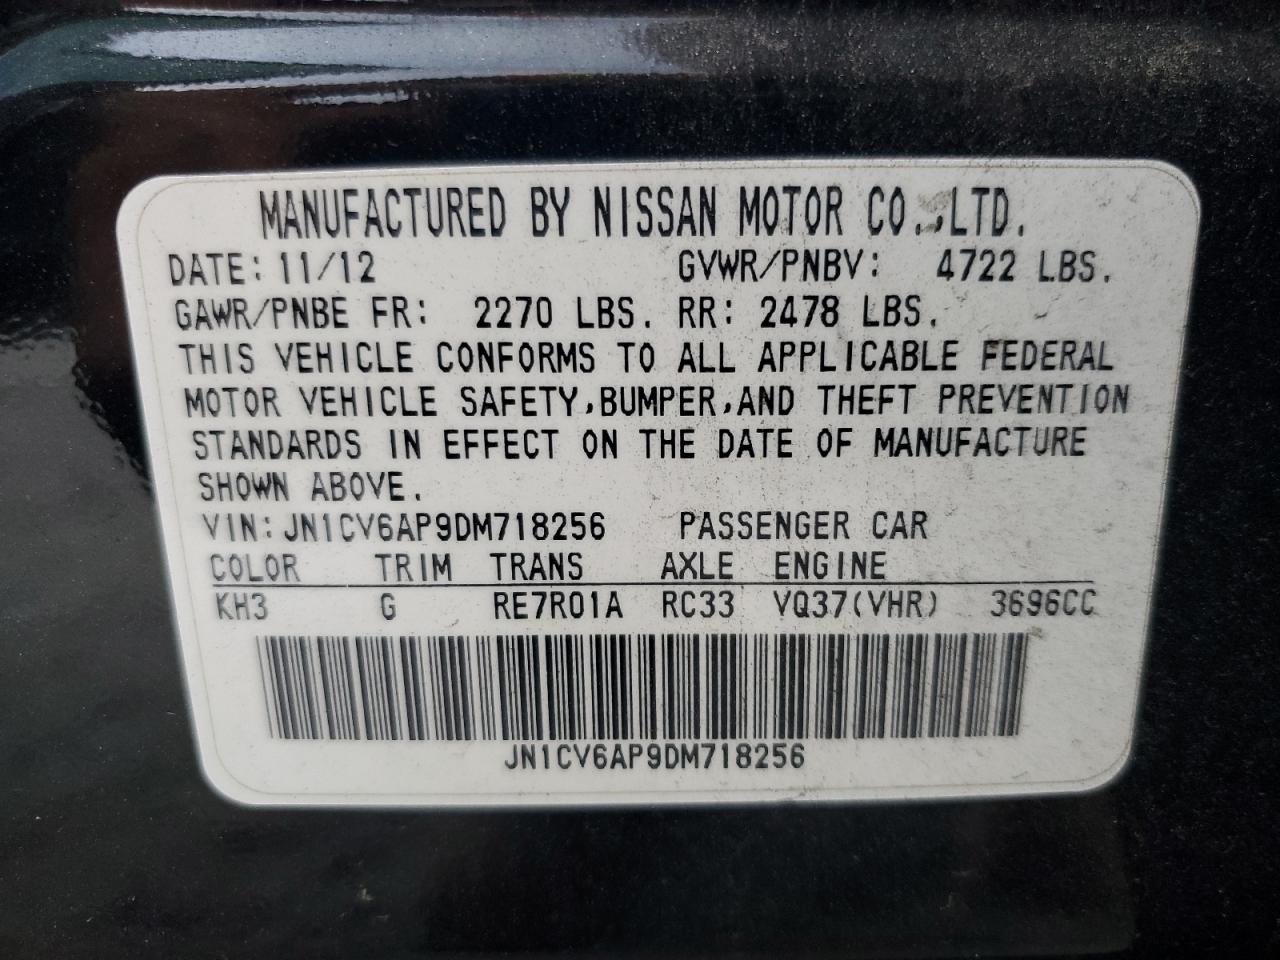 MANUFACTURED BY NISSAN MOTOR CO.,LTD.
DATE: 11/12 GVWR/PNBV: 4722 LBS.
GAWR/PNBE FR: 2270 LBS. RR: 2478 LBS.
THIS VEHICLE CONFORMS TO ALL APPLICABLE FEDERAL
MOTOR VEHICLE SAFETY,BUMPER,AND THEFT PREVENTION
STANDARDS IN EFFECT ON THE DATE OF MANUFACTURE
SHOWN ABOVE.
VIN: JN1CV6AP9DM718256 PASSENGER CAR
COLOR TRIM TRANS AXLE ENGINE
KH3 G RE7R01A RC33 VQ37(VHR) 3696CC
JN1CV6AP9DM718256